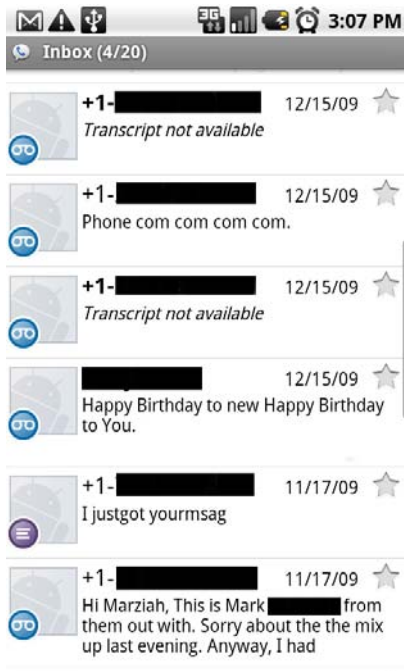 3G 3:07 PM
Inbox (4/20)
+1- 12/15/09
Transcript not available
+1- 12/15/09
Phone com com com com.
+1- 12/15/09
Transcript not available
12/15/09
Happy Birthday to new Happy Birthday
to You.
+1- 11/17/09
I justgot yourmsag
+1- 11/17/09
Hi Marziah, This is Mark from
them out with. Sorry about the the mix
up last evening. Anyway, I had